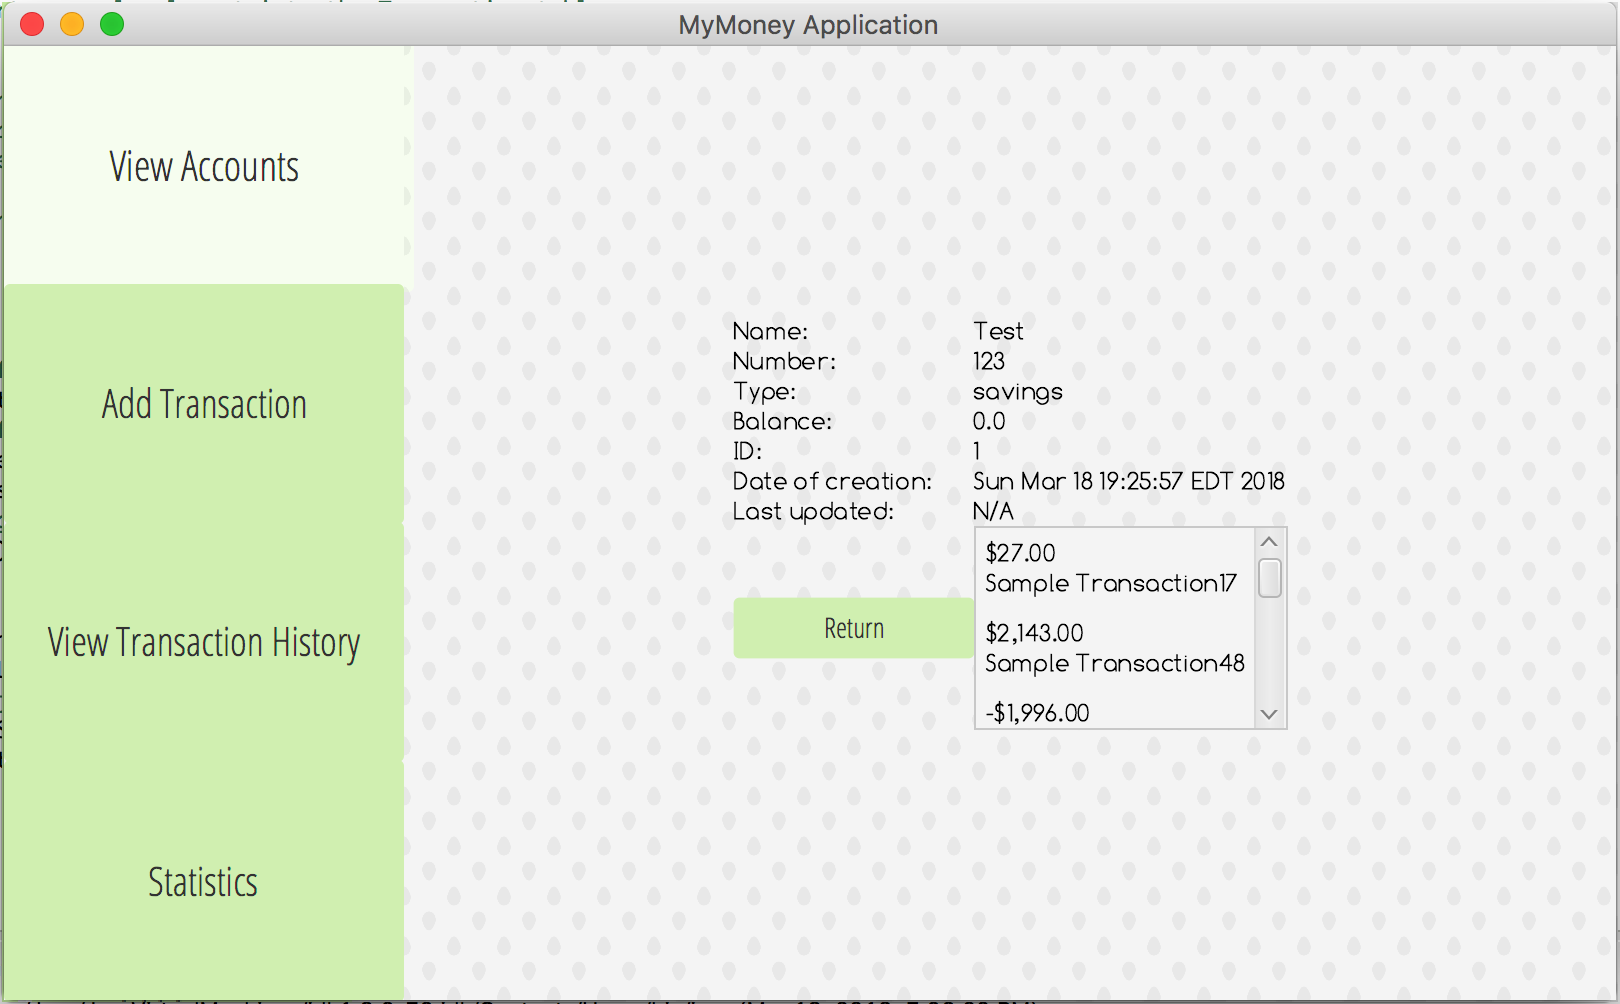 MyMoney Application
View Accounts
Add Transaction
View Transaction History
Statistics
Name: Test
Number: 123
Type: savings
Balance: 0.0
ID: 1
Date of creation: Sun Mar 18 19:25:57 EDT 2018
Last updated: N/A
$27.00
Sample Transaction17
$2,143.00
Sample Transaction48
-$1,996.00
Return